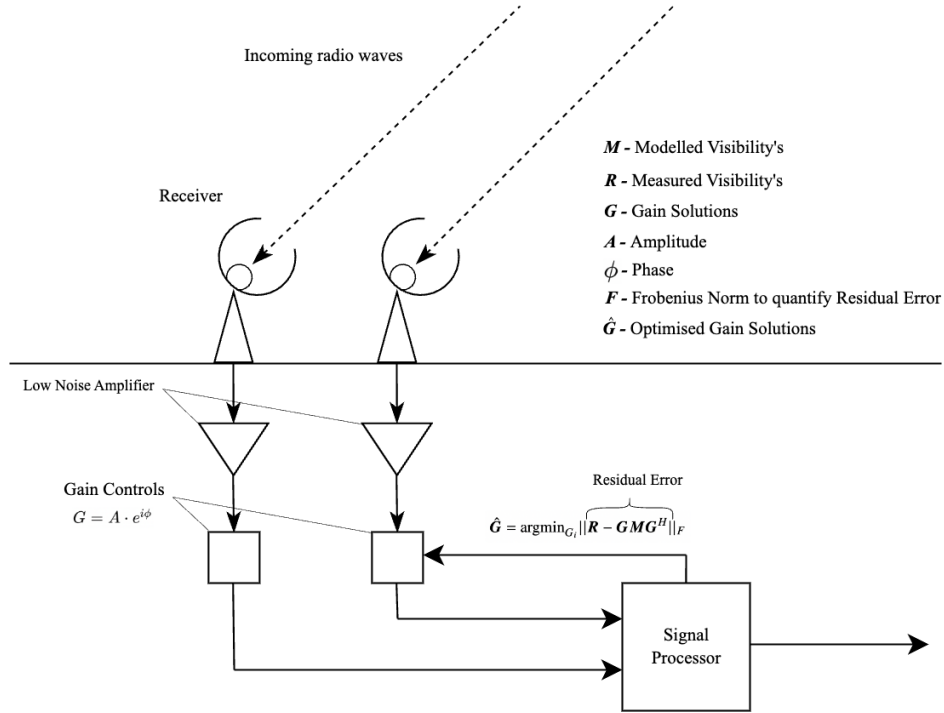 Incoming radio waves
M - Modelled Visibility's
R - Measured Visibility's
G - Gain Solutions
A - Amplitude
ϕ - Phase
F - Frobenius Norm to quantify Residual Error
Ĝ - Optimised Gain Solutions
Receiver
Low Noise Amplifier
Gain Controls
G = A · e^{iϕ}
Residual Error
Ĝ = argmin_{G_i} ||R − GMG^H||_F
Signal
Processor